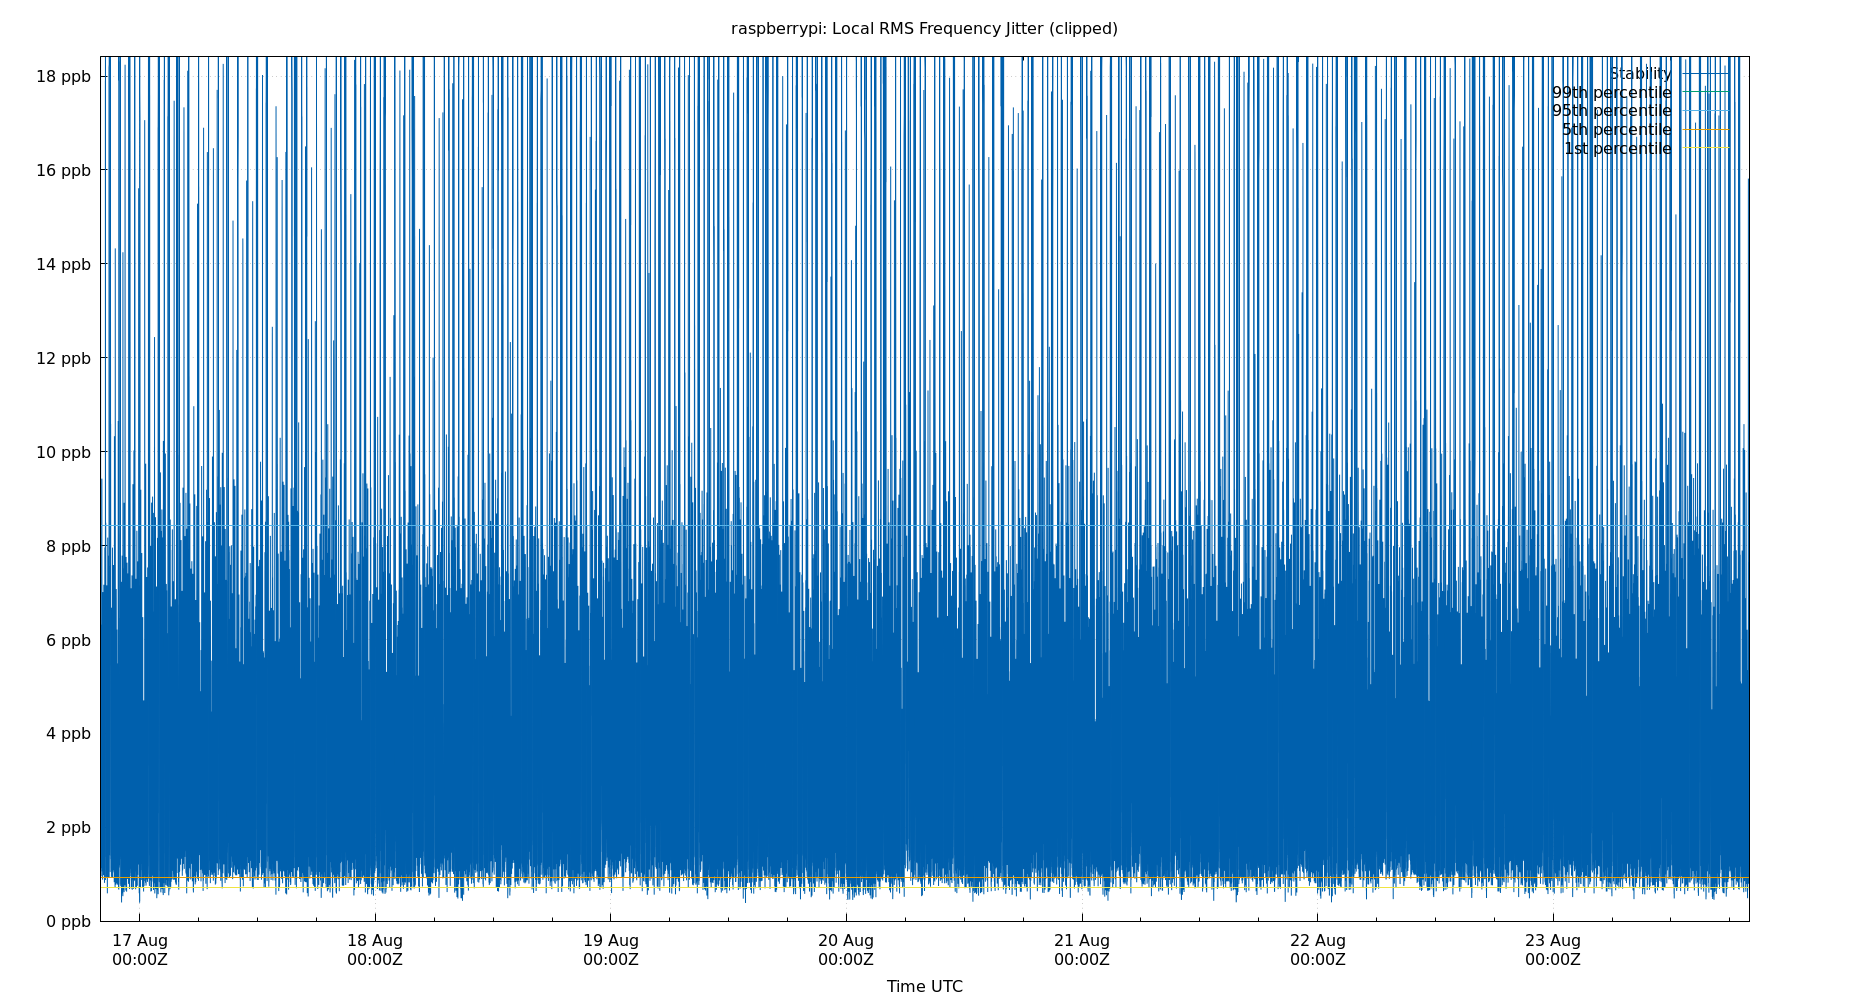 raspberrypi: Local RMS Frequency Jitter (clipped)
18 ppb
16 ppb
14 ppb
12 ppb
10 ppb
8 ppb
6 ppb
4 ppb
2 ppb
0 ppb
Stability
99th percentile
95th percentile
5th percentile
1st percentile
17 Aug
00:00Z
18 Aug
00:00Z
19 Aug
00:00Z
20 Aug
00:00Z
21 Aug
00:00Z
22 Aug
00:00Z
23 Aug
00:00Z
Time UTC